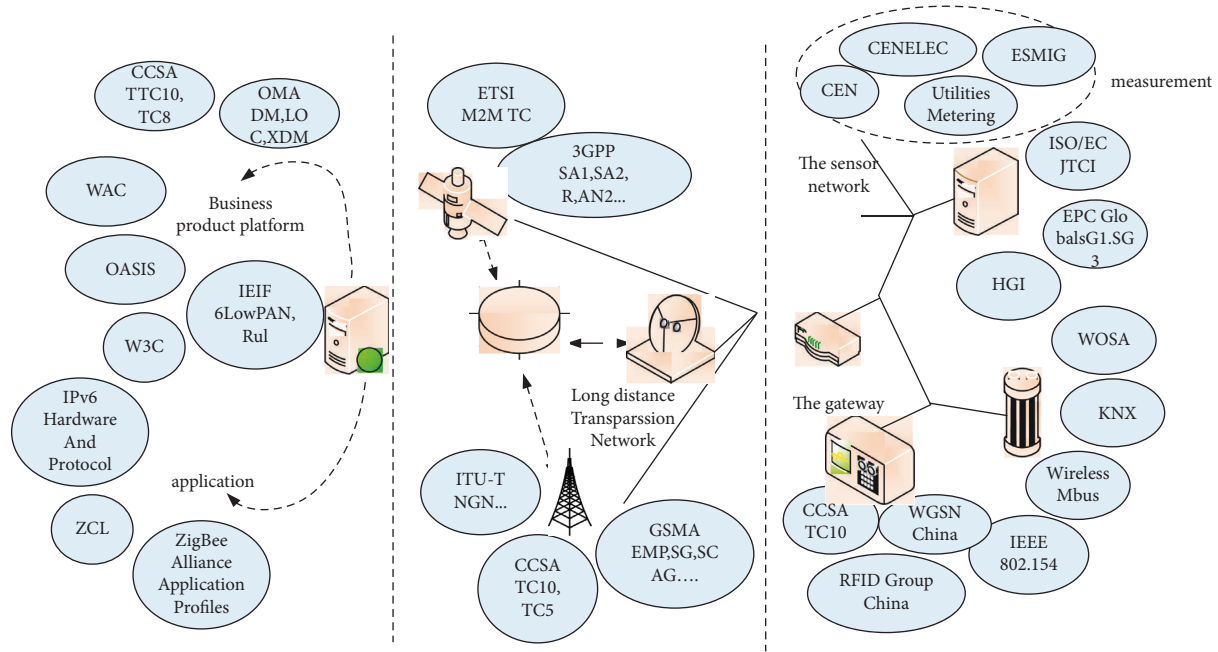 CCSA
TTC10,
TC8
OMA
DM,LO
C,XDM
WAC
Business
product platform
OASIS
IEIF
6LowPAN,
Rul
W3C
IPv6
Hardware
And
Protocol
application
ZCL
ZigBee
Alliance
Application
Profiles
ETSI
M2M TC
3GPP
SA1,SA2,
R,AN2...
Long distance
Transparssion
Network
ITU-T
NGN...
GSMA
EMP,SG,SC
AG....
CCSA
TC10,
TC5
CENELEC
ESMIG
CEN
Utilities
Metering
measurement
The sensor
network
ISO/EC
JTCI
EPC Glo
balsG1.SG
3
HGI
WOSA
The gateway
KNX
Wireless
Mbus
CCSA
TC10
WGSN
China
IEEE
802.154
RFID Group
China